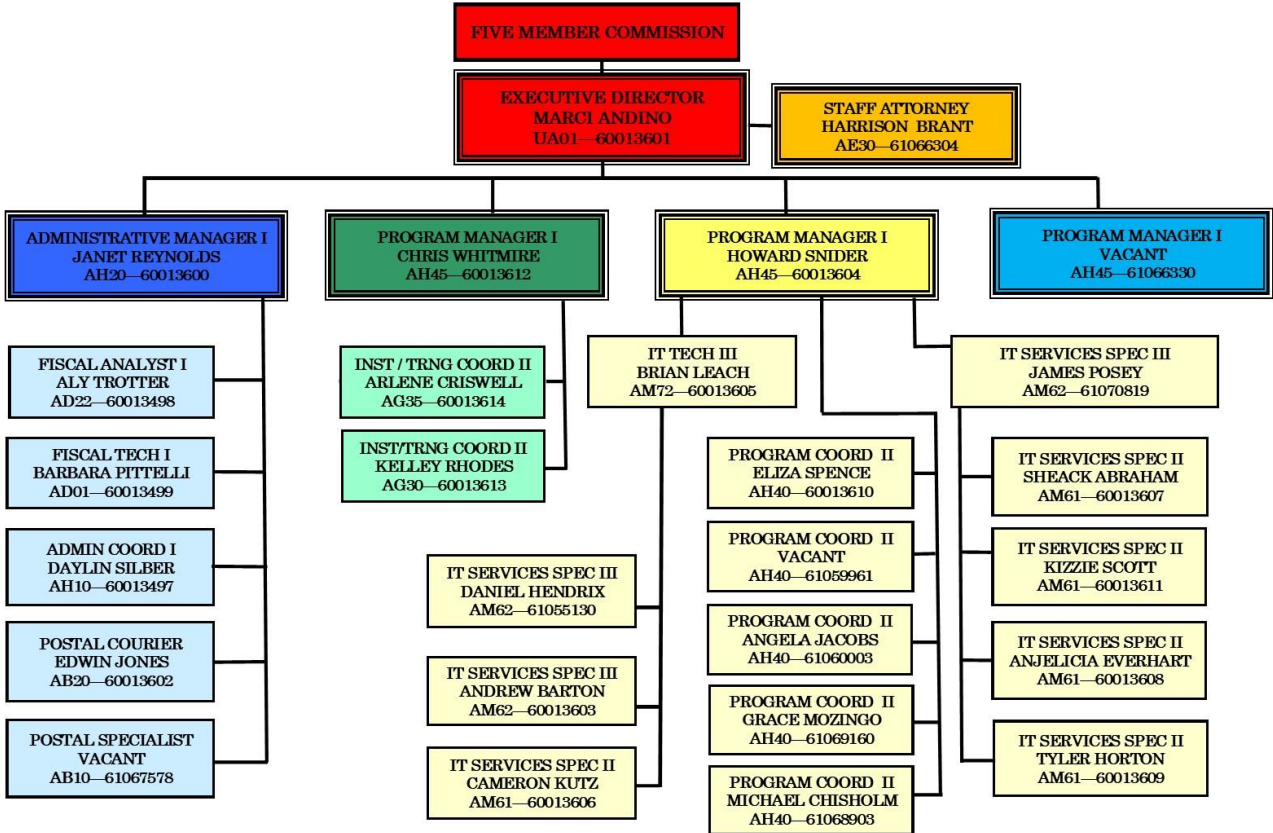 FIVE MEMBER COMMISSION
EXECUTIVE DIRECTOR
MARCI ANDINO
UA01—60013601
STAFF ATTORNEY
HARRISON BRANT
AE30—61066304
ADMINISTRATIVE MANAGER I
JANET REYNOLDS
AH20—60013600
PROGRAM MANAGER I
CHRIS WHITMIRE
AH45—60013612
PROGRAM MANAGER I
HOWARD SNIDER
AH45—60013604
PROGRAM MANAGER I
VACANT
AH45—61066330
FISCAL ANALYST I
ALY TROTTER
AD22—60013498
FISCAL TECH I
BARBARA PITTELLI
AD01—60013499
ADMIN COORD I
DAYLIN SILBER
AH10—60013497
POSTAL COURIER
EDWIN JONES
AB20—60013602
POSTAL SPECIALIST
VACANT
AB10—61067578
INST / TRNG COORD II
ARLENE CRISWELL
AG35—60013614
INST/TRNG COORD II
KELLEY RHODES
AG30—60013613
IT TECH III
BRIAN LEACH
AM72—60013605
IT SERVICES SPEC III
DANIEL HENDRIX
AM62—61055130
IT SERVICES SPEC III
ANDREW BARTON
AM62—60013603
IT SERVICES SPEC II
CAMERON KUTZ
AM61—60013606
PROGRAM COORD II
ELIZA SPENCE
AH40—60013610
PROGRAM COORD II
VACANT
AH40—61059961
PROGRAM COORD II
ANGELA JACOBS
AH40—61060003
PROGRAM COORD II
GRACE MOZINGO
AH40—61069160
PROGRAM COORD II
MICHAEL CHISHOLM
AH40—61068903
IT SERVICES SPEC III
JAMES POSEY
AM62—61070819
IT SERVICES SPEC II
SHEACK ABRAHAM
AM61—60013607
IT SERVICES SPEC II
KIZZIE SCOTT
AM61—60013611
IT SERVICES SPEC II
ANJELICIA EVERHART
AM61—60013608
IT SERVICES SPEC II
TYLER HORTON
AM61—60013609